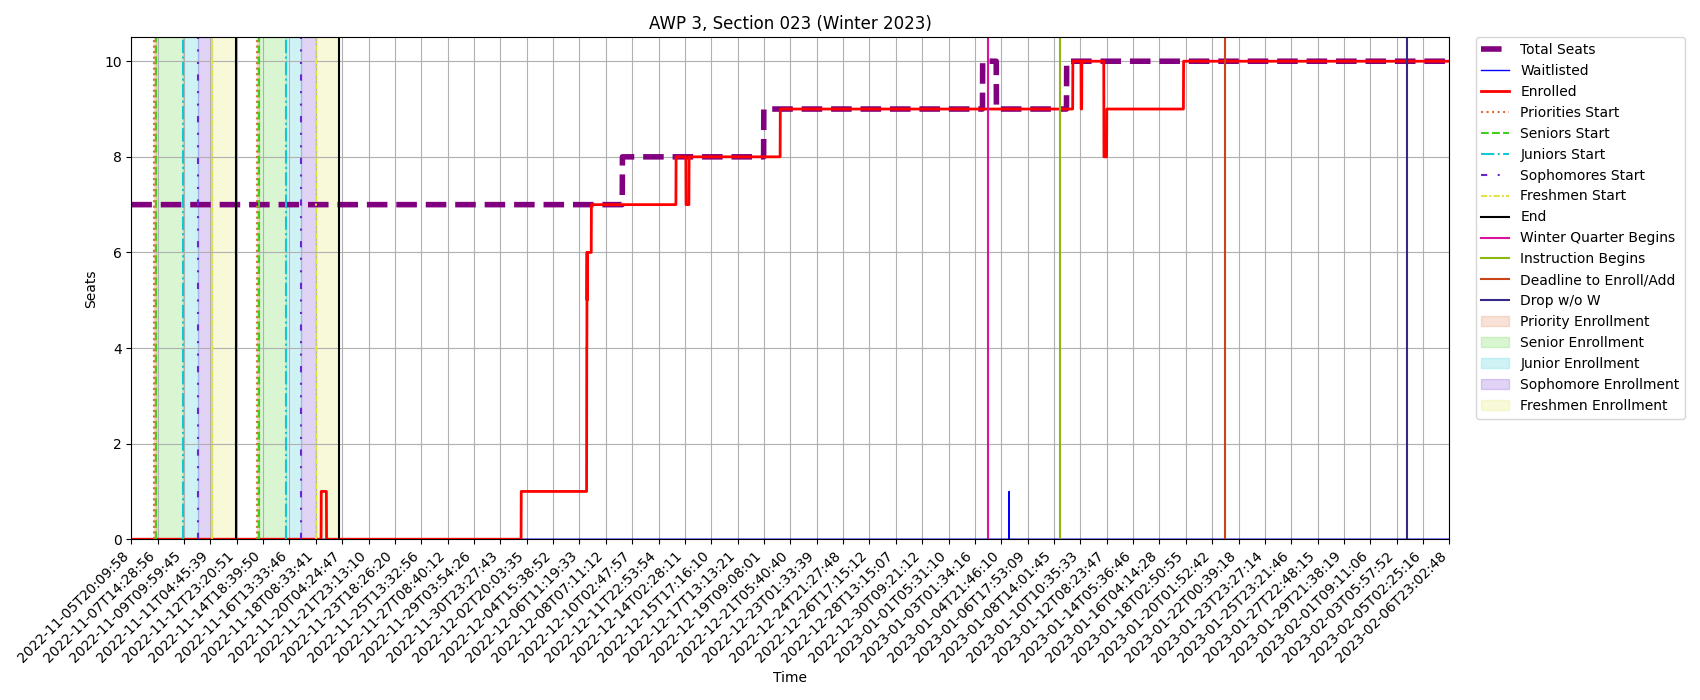 AWP 3, Section 023 (Winter 2023)
Seats
10
8
6
4
2
0
2022-11-05T20:09:58
2022-11-07T14:28:56
2022-11-09T09:59:45
2022-11-11T04:45:39
2022-11-12T23:20:51
2022-11-14T18:39:50
2022-11-16T13:33:46
2022-11-18T08:33:41
2022-11-20T04:24:47
2022-11-21T23:13:10
2022-11-23T18:26:20
2022-11-25T13:32:56
2022-11-27T08:40:12
2022-11-29T03:54:26
2022-11-30T23:27:43
2022-12-02T20:03:35
2022-12-04T15:38:52
2022-12-06T11:19:33
2022-12-08T07:11:12
2022-12-10T02:47:57
2022-12-11T22:53:54
2022-12-14T02:28:11
2022-12-15T17:16:10
2022-12-17T13:13:21
2022-12-19T09:08:01
2022-12-21T05:40:40
2022-12-23T01:33:39
2022-12-24T21:27:48
2022-12-26T17:15:12
2022-12-28T13:15:07
2022-12-30T09:21:12
2023-01-01T05:31:10
2023-01-03T01:34:16
2023-01-04T21:46:10
2023-01-06T17:53:09
2023-01-08T14:01:45
2023-01-10T10:35:33
2023-01-12T08:23:47
2023-01-14T05:36:46
2023-01-16T04:14:28
2023-01-18T02:50:55
2023-01-20T01:52:42
2023-01-22T00:39:18
2023-01-23T23:27:14
2023-01-25T23:21:46
2023-01-27T22:48:15
2023-01-29T21:38:19
2023-02-01T09:11:06
2023-02-03T05:57:52
2023-02-05T02:25:16
2023-02-06T23:02:48
Time
Total Seats
Waitlisted
Enrolled
Priorities Start
Seniors Start
Juniors Start
Sophomores Start
Freshmen Start
End
Winter Quarter Begins
Instruction Begins
Deadline to Enroll/Add
Drop w/o W
Priority Enrollment
Senior Enrollment
Junior Enrollment
Sophomore Enrollment
Freshmen Enrollment